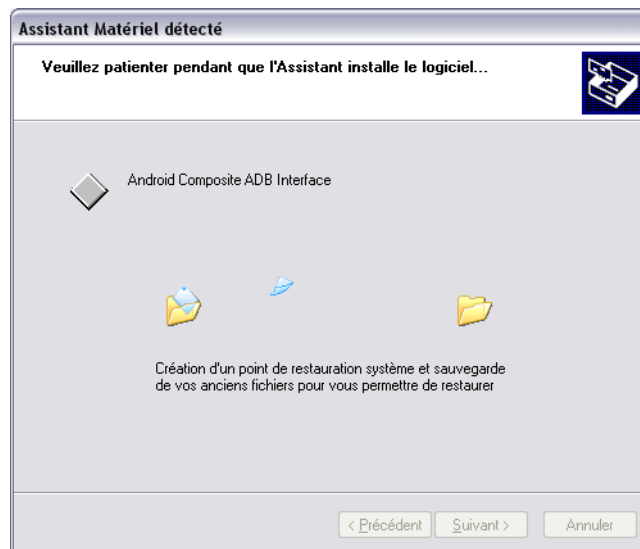 Assistant Matériel détecté
Veuillez patienter pendant que l'Assistant installe le logiciel...
Android Composite ADB Interface
Création d'un point de restauration système et sauvegarde
de vos anciens fichiers pour vous permettre de restaurer
< Précédent Suivant > Annuler